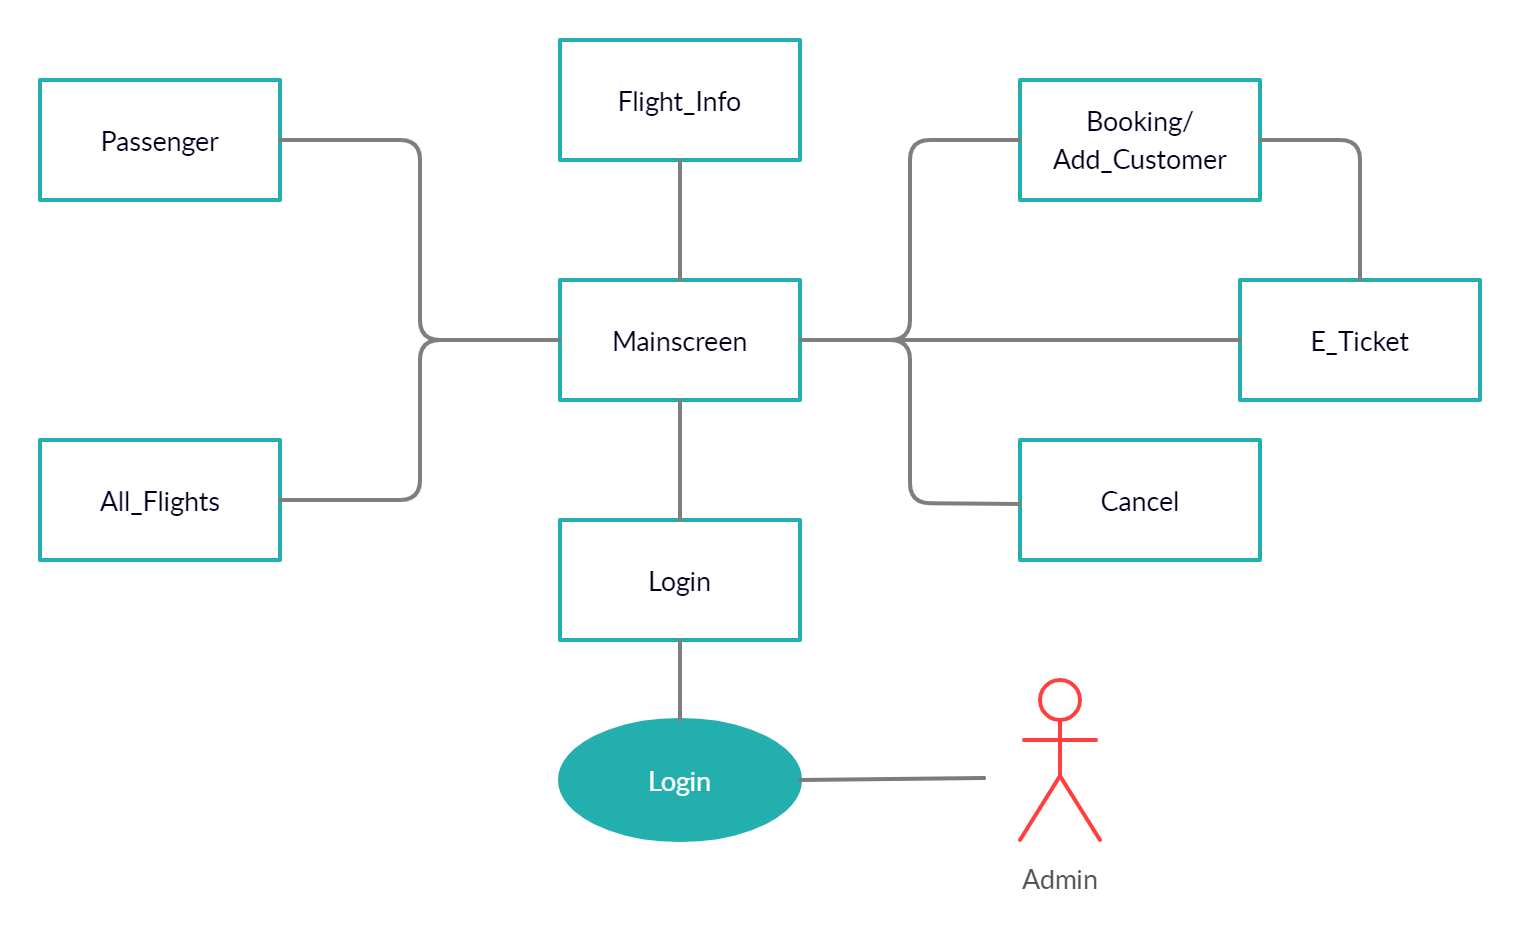 Flight_Info
Passenger
Booking/
Add_Customer
Mainscreen
E_Ticket
All_Flights
Cancel
Login
Login
Admin